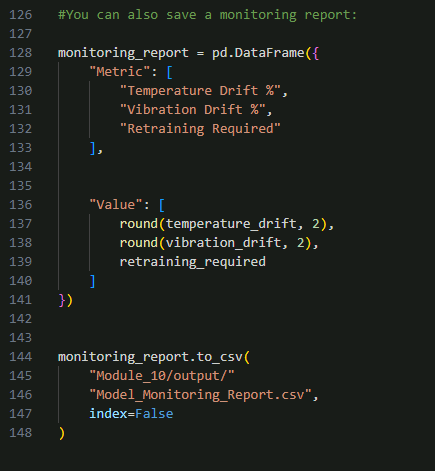 126 #You can also save a monitoring report:
127
128 monitoring_report = pd.DataFrame({
129     "Metric": [
130         "Temperature Drift %",
131         "Vibration Drift %",
132         "Retraining Required"
133     ],
134
135
136     "Value": [
137         round(temperature_drift, 2),
138         round(vibration_drift, 2),
139         retraining_required
140     ]
141 })
142
143
144 monitoring_report.to_csv(
145     "Module_10/output/"
146     "Model_Monitoring_Report.csv",
147     index=False
148 )